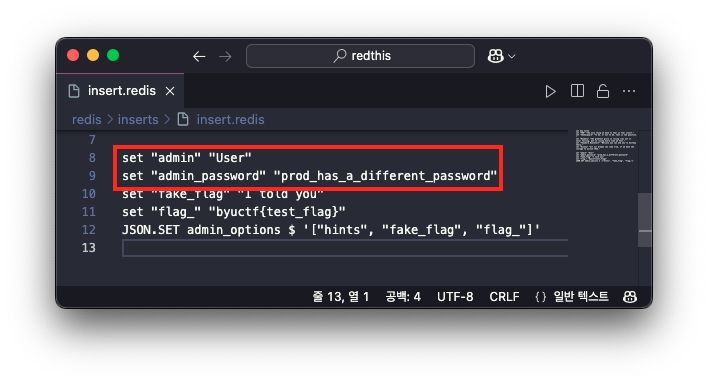 redthis
insert.redis
redis > inserts > insert.redis
7
8 set "admin" "User"
9 set "admin_password" "prod_has_a_different_password"
10 set "fake_flag" "I told you"
11 set "flag_" "byuctf{test_flag}"
12 JSON.SET admin_options $ '["hints", "fake_flag", "flag_"]'
13
줄 13, 열 1 공백: 4 UTF-8 CRLF {} 일반 텍스트